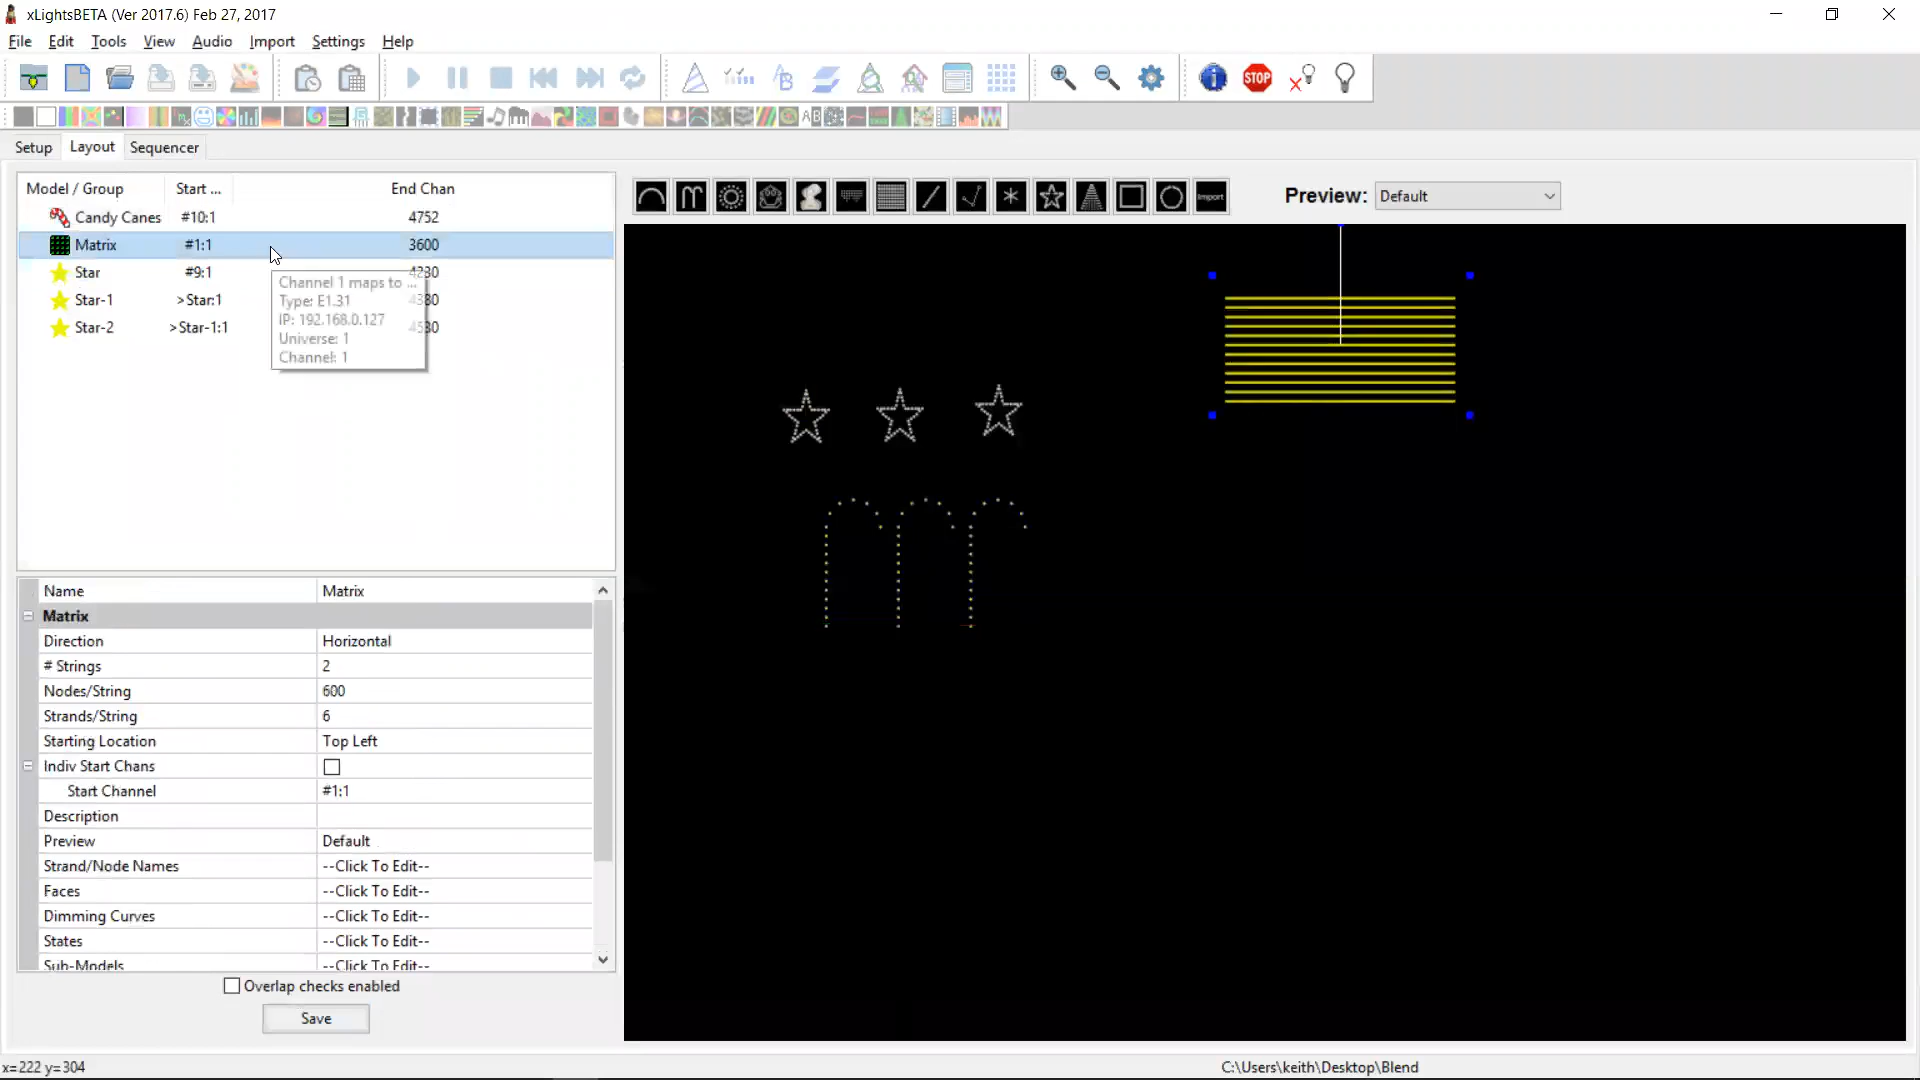 xLightsBETA (Ver 2017.6) Feb 27, 2017
File Edit Tools View Audio Import Settings Help
STOP
Setup Layout Sequencer
Model / Group Start ... End Chan
Candy Canes #10:1 4752
Matrix #1:1 3600
Star #9:1
Star-1 >Star:1
Star-2 >Star-1:1
Channel 1 maps to ...
Type: E1.31
IP: 192.168.0.127
Universe: 1
Channel: 1
Import
Preview: Default
Name Matrix
Matrix
Direction Horizontal
# Strings 2
Nodes/String 600
Strands/String 6
Starting Location Top Left
Indiv Start Chans
Start Channel #1:1
Description
Preview Default
Strand/Node Names --Click To Edit--
Faces --Click To Edit--
Dimming Curves --Click To Edit--
States --Click To Edit--
Sub-Models --Click To Edit--
Overlap checks enabled
Save
x=222 y=304
C:\Users\keith\Desktop\Blend